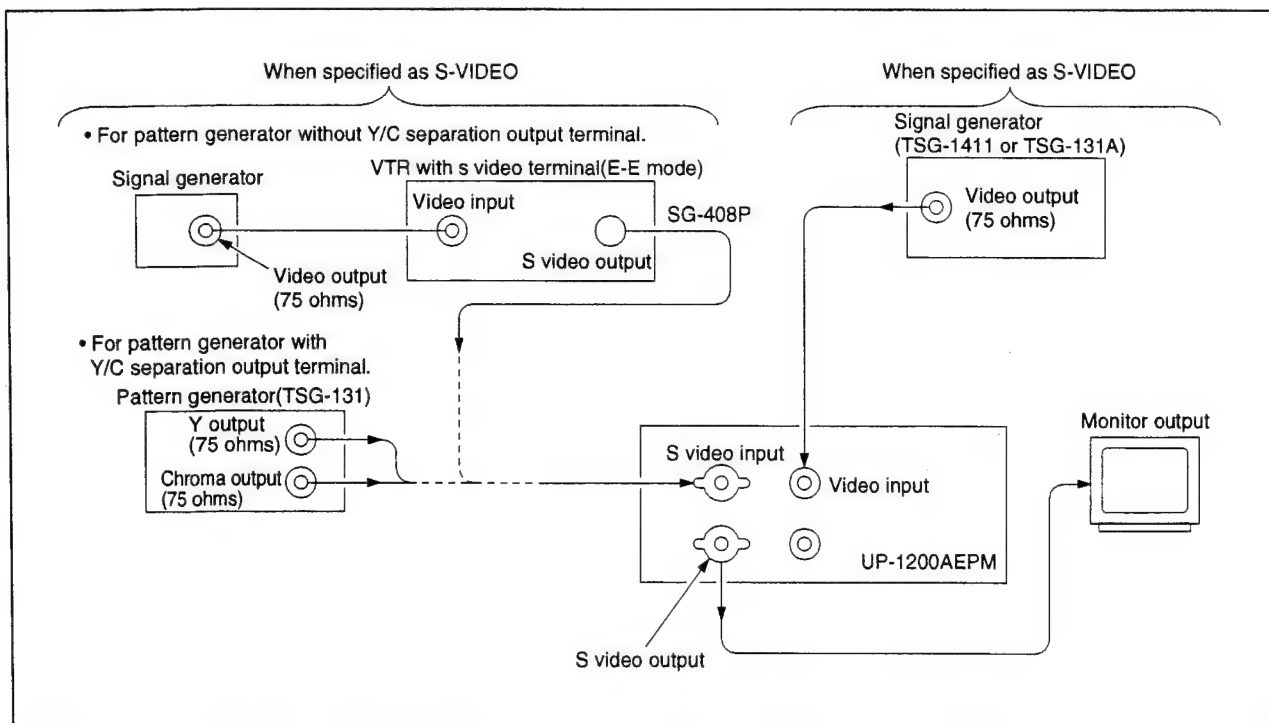 When specified as S-VIDEO
• For pattern generator without Y/C separation output terminal.
Signal generator
VTR with s video terminal(E-E mode)
Video input
S video output
SG-408P
Video output
(75 ohms)
• For pattern generator with
Y/C separation output terminal.
Pattern generator(TSG-131)
Y output
(75 ohms)
Chroma output
(75 ohms)
When specified as S-VIDEO
Signal generator
(TSG-1411 or TSG-131A)
Video output
(75 ohms)
S video input
Video input
UP-1200AEPM
S video output
Monitor output